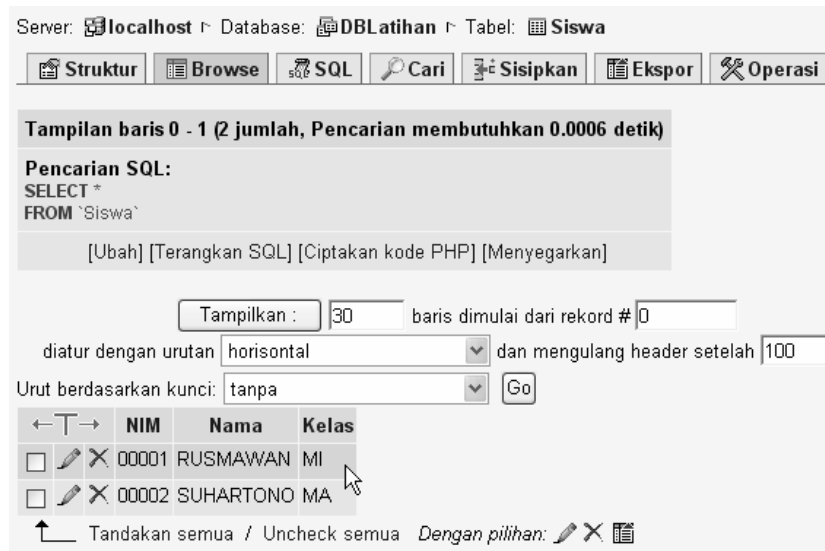 Server: localhost Database: DBLatihan Tabel: Siswa
Struktur Browse SQL Cari Sisipkan Ekspor Operasi
Tampilan baris 0 - 1 (2 jumlah, Pencarian membutuhkan 0.0006 detik)
Pencarian SQL:
SELECT *
FROM `Siswa`
[Ubah] [Terangkan SQL] [Ciptakan kode PHP] [Menyegarkan]
Tampilkan : 30 baris dimulai dari rekord # 0
diatur dengan urutan horisontal dan mengulang header setelah 100
Urut berdasarkan kunci: tanpa Go
←T→ NIM Nama Kelas
00001 RUSMAWAN MI
00002 SUHARTONO MA
Tandakan semua / Uncheck semua Dengan pilihan: